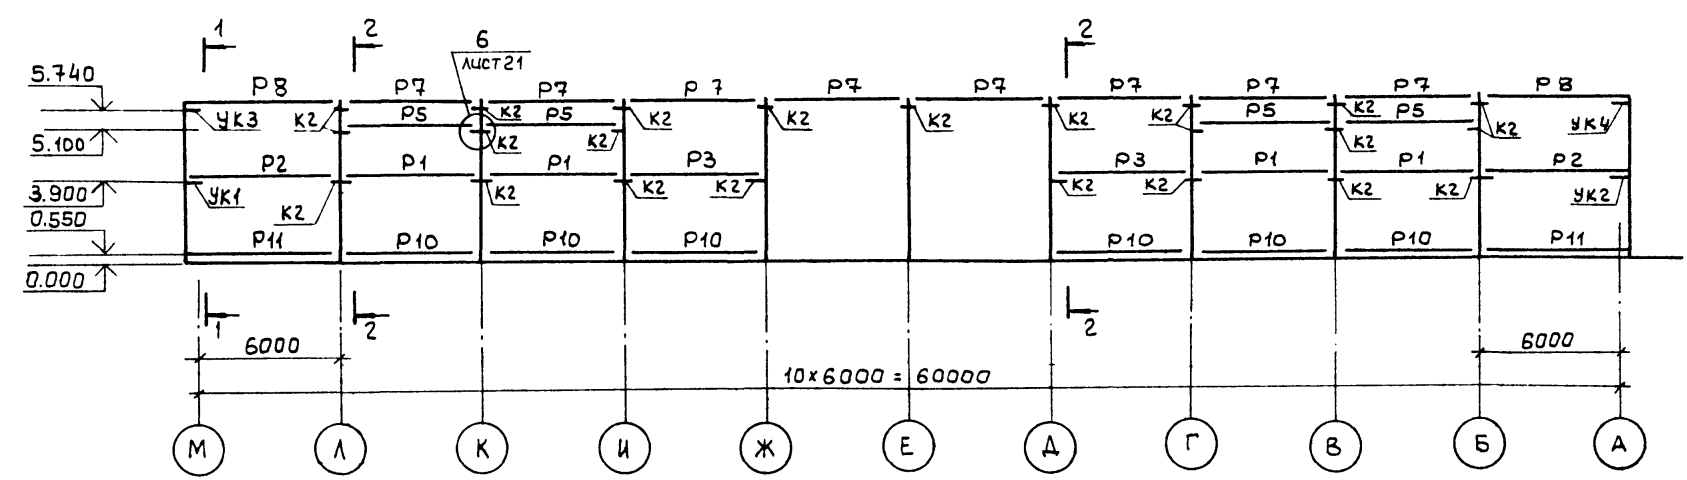 1 2 6 2
лист 21
5.740 Р8 Р7 Р7 Р7 Р7 Р7 Р7 Р7 Р7 Р8
УК3 К2 Р5 К2 Р5 К2 К2 К2 К2 К2 Р5 К2 Р5 К2 УК4
5.100 К2 К2 К2
Р2 Р1 Р1 Р3 Р3 Р1 Р1 Р2
3.900 УК1 К2 К2 К2 К2 К2 К2 К2 К2 УК2
0.550 Р11 Р10 Р10 Р10 Р10 Р10 Р10 Р11
0.000
1 2 2
6000 6000
10×6000 = 60000
М Л К И Ж Е Д Г В Б А